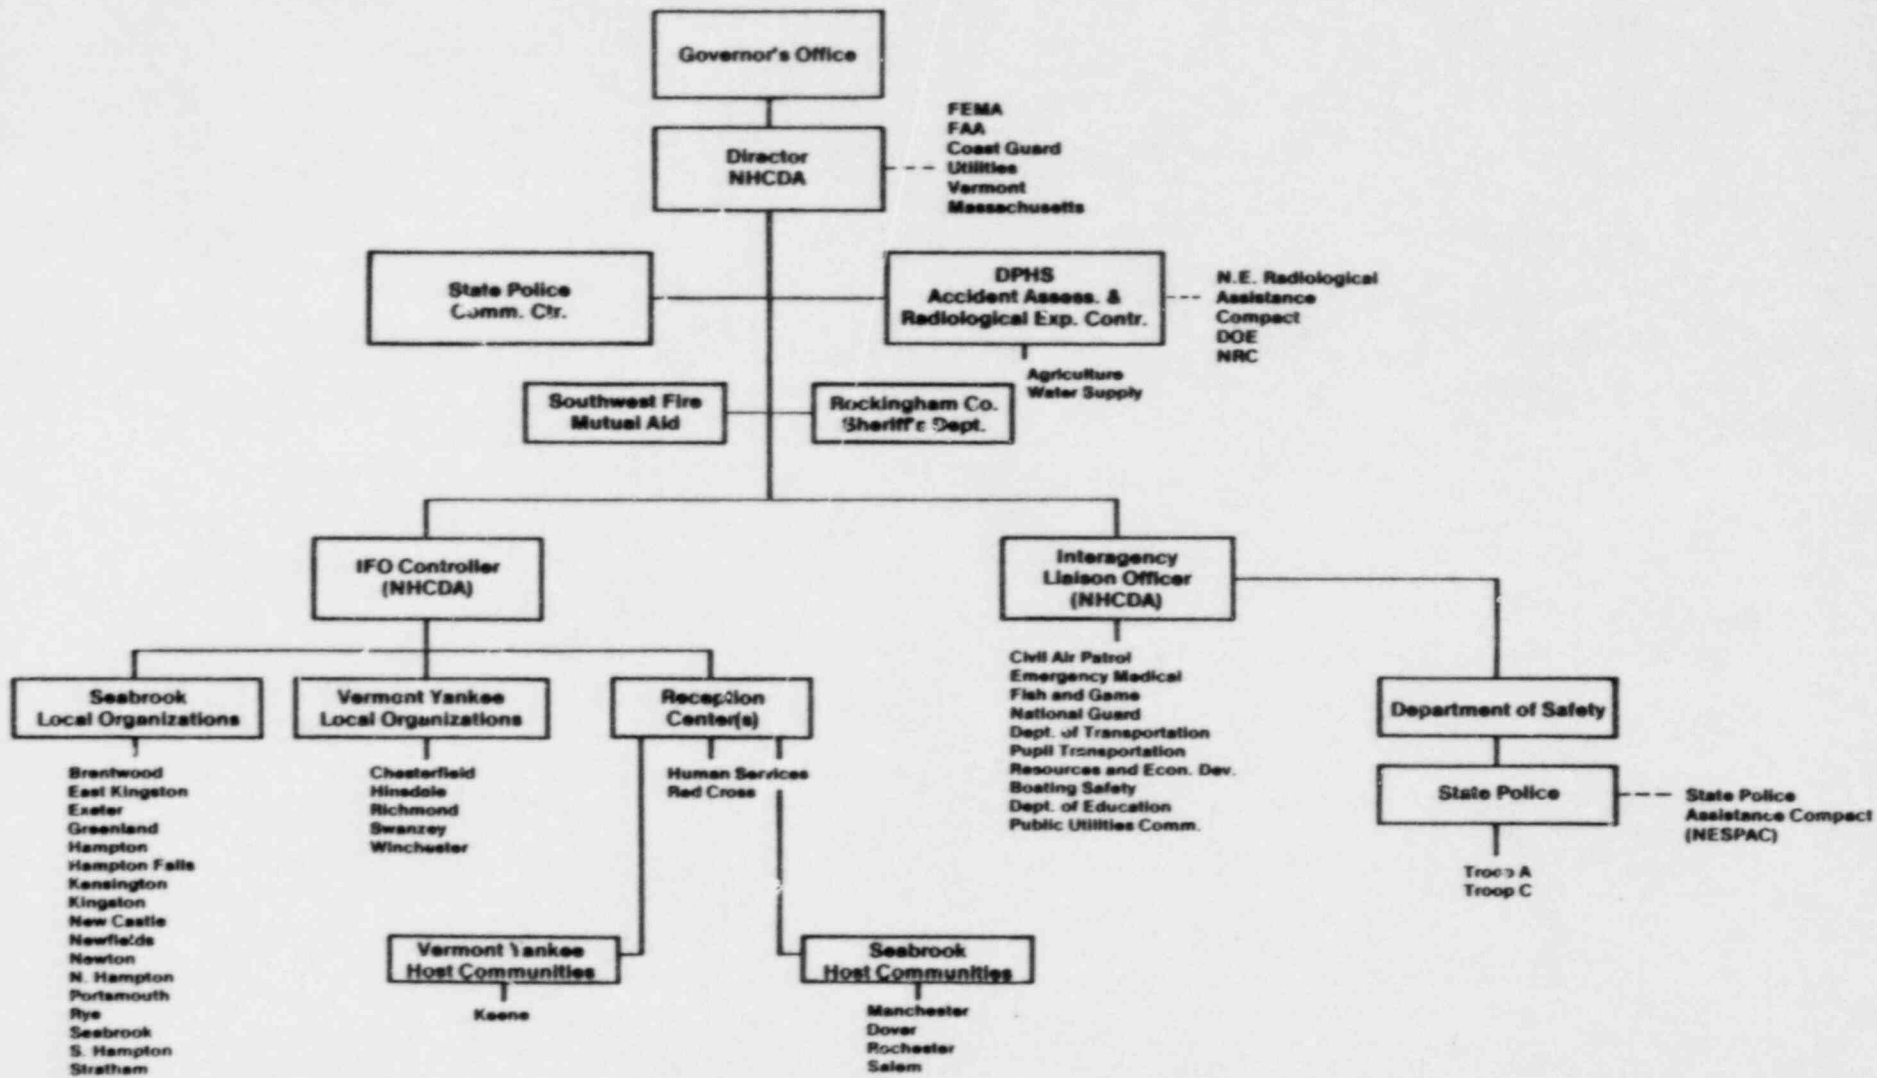 Governor's Office
Director
NHCDA
FEMA
FAA
Coast Guard
Utilities
Vermont
Massachusetts
State Police
Comm. Ctr.
DPHS
Accident Assess. &
Radiological Exp. Contr.
N.E. Radiological
Assistance
Compact
DOE
NRC
Agriculture
Water Supply
Southwest Fire
Mutual Aid
Rockingham Co.
Sheriff's Dept.
IFO Controller
(NHCDA)
Interagency
Liaison Officer
(NHCDA)
Seabrook
Local Organizations
Brentwood
East Kingston
Exeter
Greenland
Hampton
Hampton Falls
Kensington
Kingston
New Castle
Newfields
Newton
N. Hampton
Portsmouth
Rye
Seabrook
S. Hampton
Stratham
Vermont Yankee
Local Organizations
Chesterfield
Hinsdale
Richmond
Swanzey
Winchester
Reception
Center(s)
Human Services
Red Cross
Vermont Yankee
Host Communities
Keene
Seabrook
Host Communities
Manchester
Dover
Rochester
Salem
Civil Air Patrol
Emergency Medical
Fish and Game
National Guard
Dept. of Transportation
Pupil Transportation
Resources and Econ. Dev.
Boating Safety
Dept. of Education
Public Utilities Comm.
Department of Safety
State Police
State Police
Assistance Compact
(NESPAC)
Troop A
Troop C